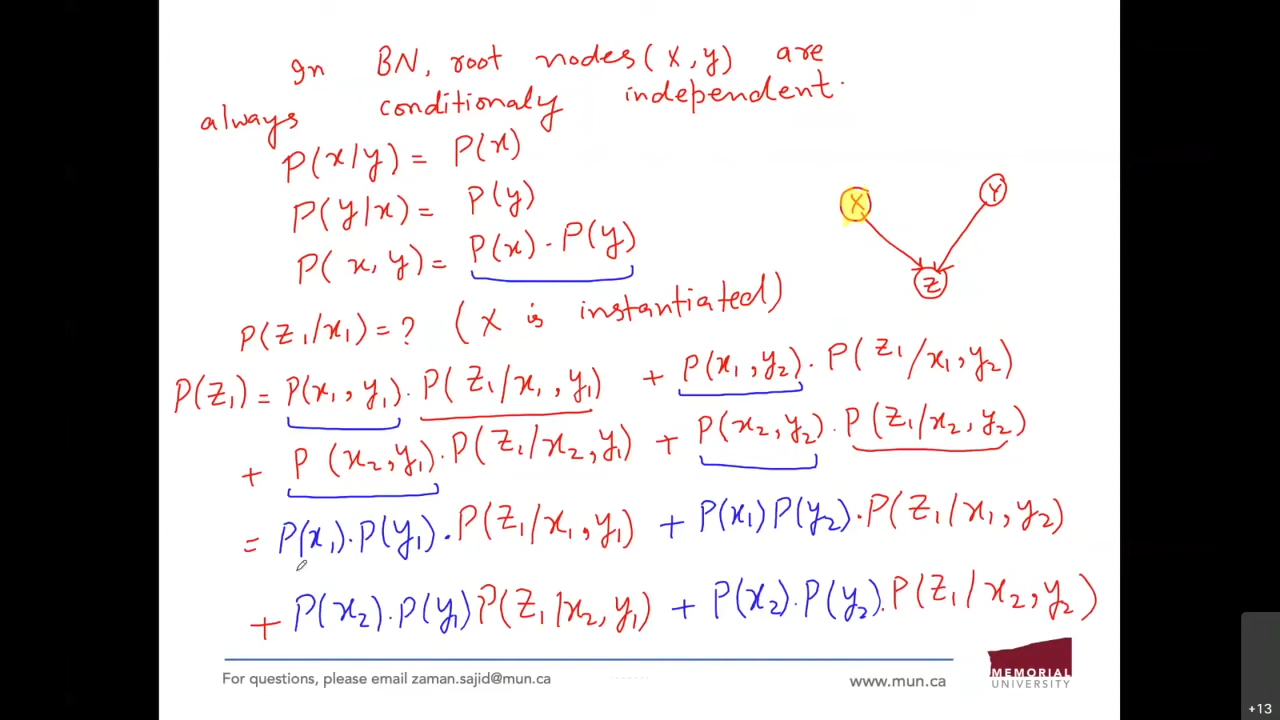 In BN, root nodes (X, y) are
always conditionaly independent.
P(x/y) = P(x)
P(y/x) = P(y)
P(x, y) = P(x) · P(y)
X
Y
Z
P(Z₁/x₁) = ? (X is instantiated)
P(Z₁) = P(x₁, y₁) · P(Z₁/x₁, y₁) + P(x₁, y₂) · P(Z₁/x₁, y₂)
+ P(x₂, y₁) · P(Z₁/x₂, y₁) + P(x₂, y₂) · P(Z₁/x₂, y₂)
= P(x₁) · P(y₁) · P(Z₁/x₁, y₁) + P(x₁) P(y₂) · P(Z₁/x₁, y₂)
+ P(x₂) · P(y₁) P(Z₁/x₂, y₁) + P(x₂) · P(y₂) · P(Z₁/x₂, y₂)
For questions, please email zaman.sajid@mun.ca
www.mun.ca
MEMORIAL
UNIVERSITY
+13